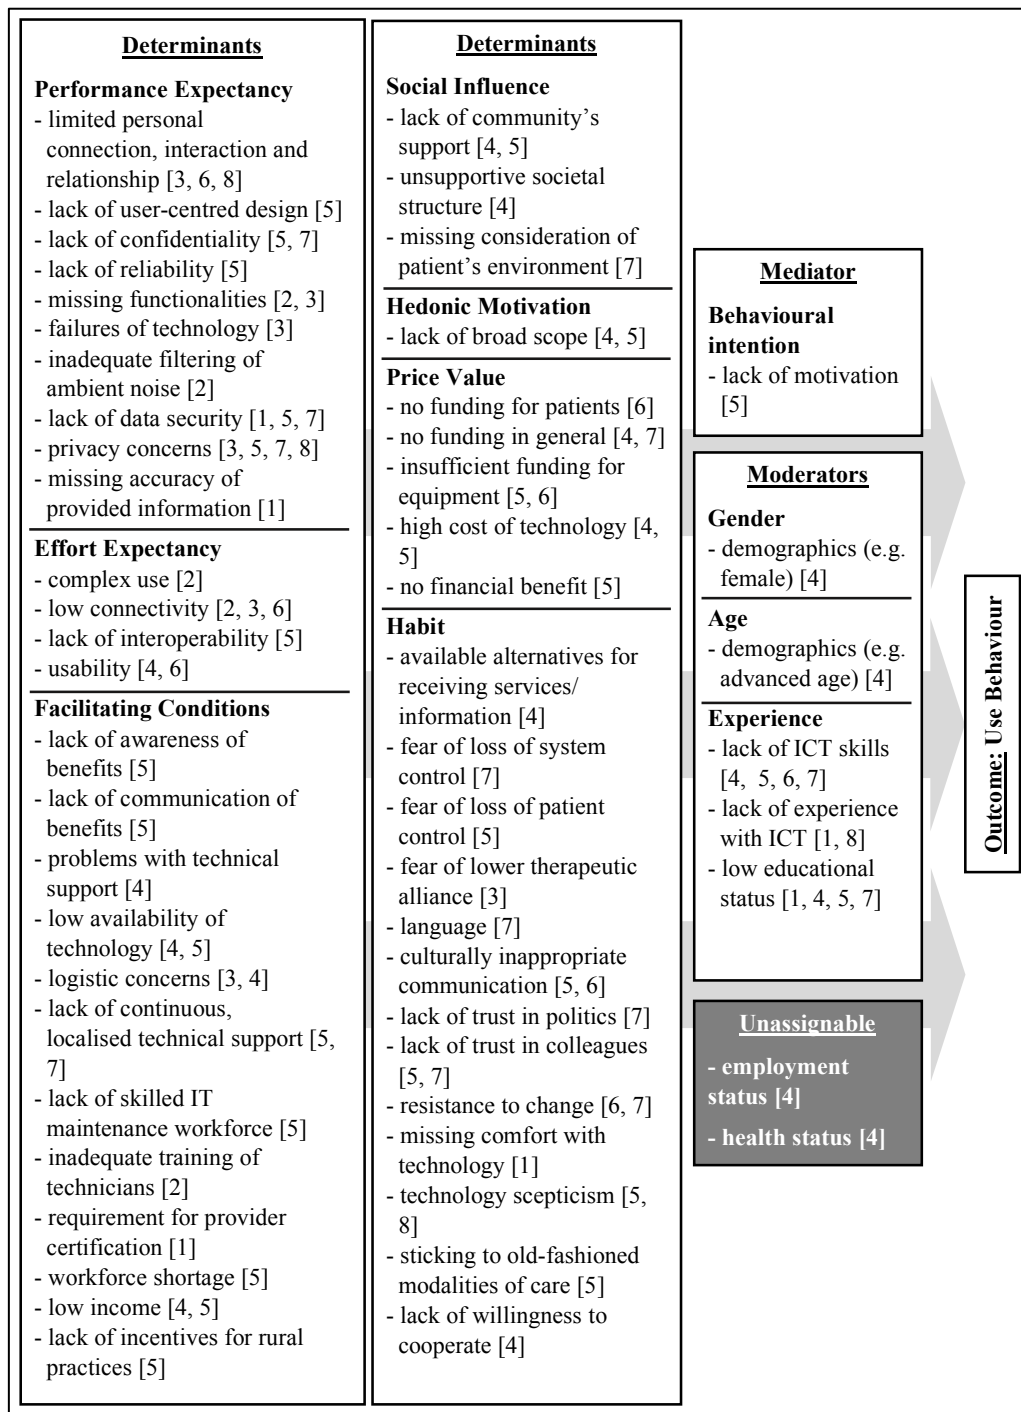 Determinants
Performance Expectancy
- limited personal
connection, interaction and
relationship [3, 6, 8]
- lack of user-centred design [5]
- lack of confidentiality [5, 7]
- lack of reliability [5]
- missing functionalities [2, 3]
- failures of technology [3]
- inadequate filtering of
ambient noise [2]
- lack of data security [1, 5, 7]
- privacy concerns [3, 5, 7, 8]
- missing accuracy of
provided information [1]
Effort Expectancy
- complex use [2]
- low connectivity [2, 3, 6]
- lack of interoperability [5]
- usability [4, 6]
Facilitating Conditions
- lack of awareness of
benefits [5]
- lack of communication of
benefits [5]
- problems with technical
support [4]
- low availability of
technology [4, 5]
- logistic concerns [3, 4]
- lack of continuous,
localised technical support [5,
7]
- lack of skilled IT
maintenance workforce [5]
- inadequate training of
technicians [2]
- requirement for provider
certification [1]
- workforce shortage [5]
- low income [4, 5]
- lack of incentives for rural
practices [5]
Determinants
Social Influence
- lack of community’s
support [4, 5]
- unsupportive societal
structure [4]
- missing consideration of
patient’s environment [7]
Hedonic Motivation
- lack of broad scope [4, 5]
Price Value
- no funding for patients [6]
- no funding in general [4, 7]
- insufficient funding for
equipment [5, 6]
- high cost of technology [4,
5]
- no financial benefit [5]
Habit
- available alternatives for
receiving services/
information [4]
- fear of loss of system
control [7]
- fear of loss of patient
control [5]
- fear of lower therapeutic
alliance [3]
- language [7]
- culturally inappropriate
communication [5, 6]
- lack of trust in politics [7]
- lack of trust in colleagues
[5, 7]
- resistance to change [6, 7]
- missing comfort with
technology [1]
- technology scepticism [5,
8]
- sticking to old-fashioned
modalities of care [5]
- lack of willingness to
cooperate [4]
Mediator
Behavioural
intention
- lack of motivation
[5]
Moderators
Gender
- demographics (e.g.
female) [4]
Age
- demographics (e.g.
advanced age) [4]
Experience
- lack of ICT skills
[4, 5, 6, 7]
- lack of experience
with ICT [1, 8]
- low educational
status [1, 4, 5, 7]
Unassignable
- employment
status [4]
- health status [4]
Outcome: Use Behaviour